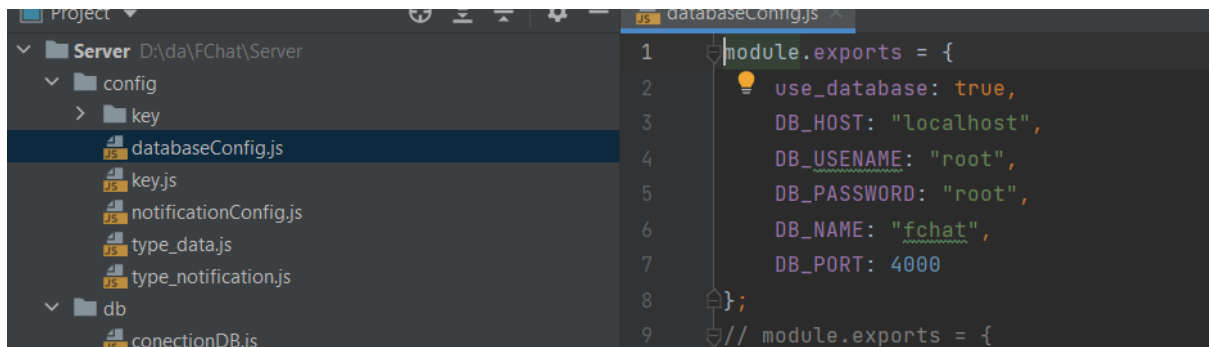 Project
Server D:\da\FChat\Server
config
key
databaseConfig.js
key.js
notificationConfig.js
type_data.js
type_notification.js
db
conectionDB.js
databaseConfig.js
1 module.exports = {
2 use_database: true,
3 DB_HOST: "localhost",
4 DB_USENAME: "root",
5 DB_PASSWORD: "root",
6 DB_NAME: "fchat",
7 DB_PORT: 4000
8 };
9 // module.exports = {